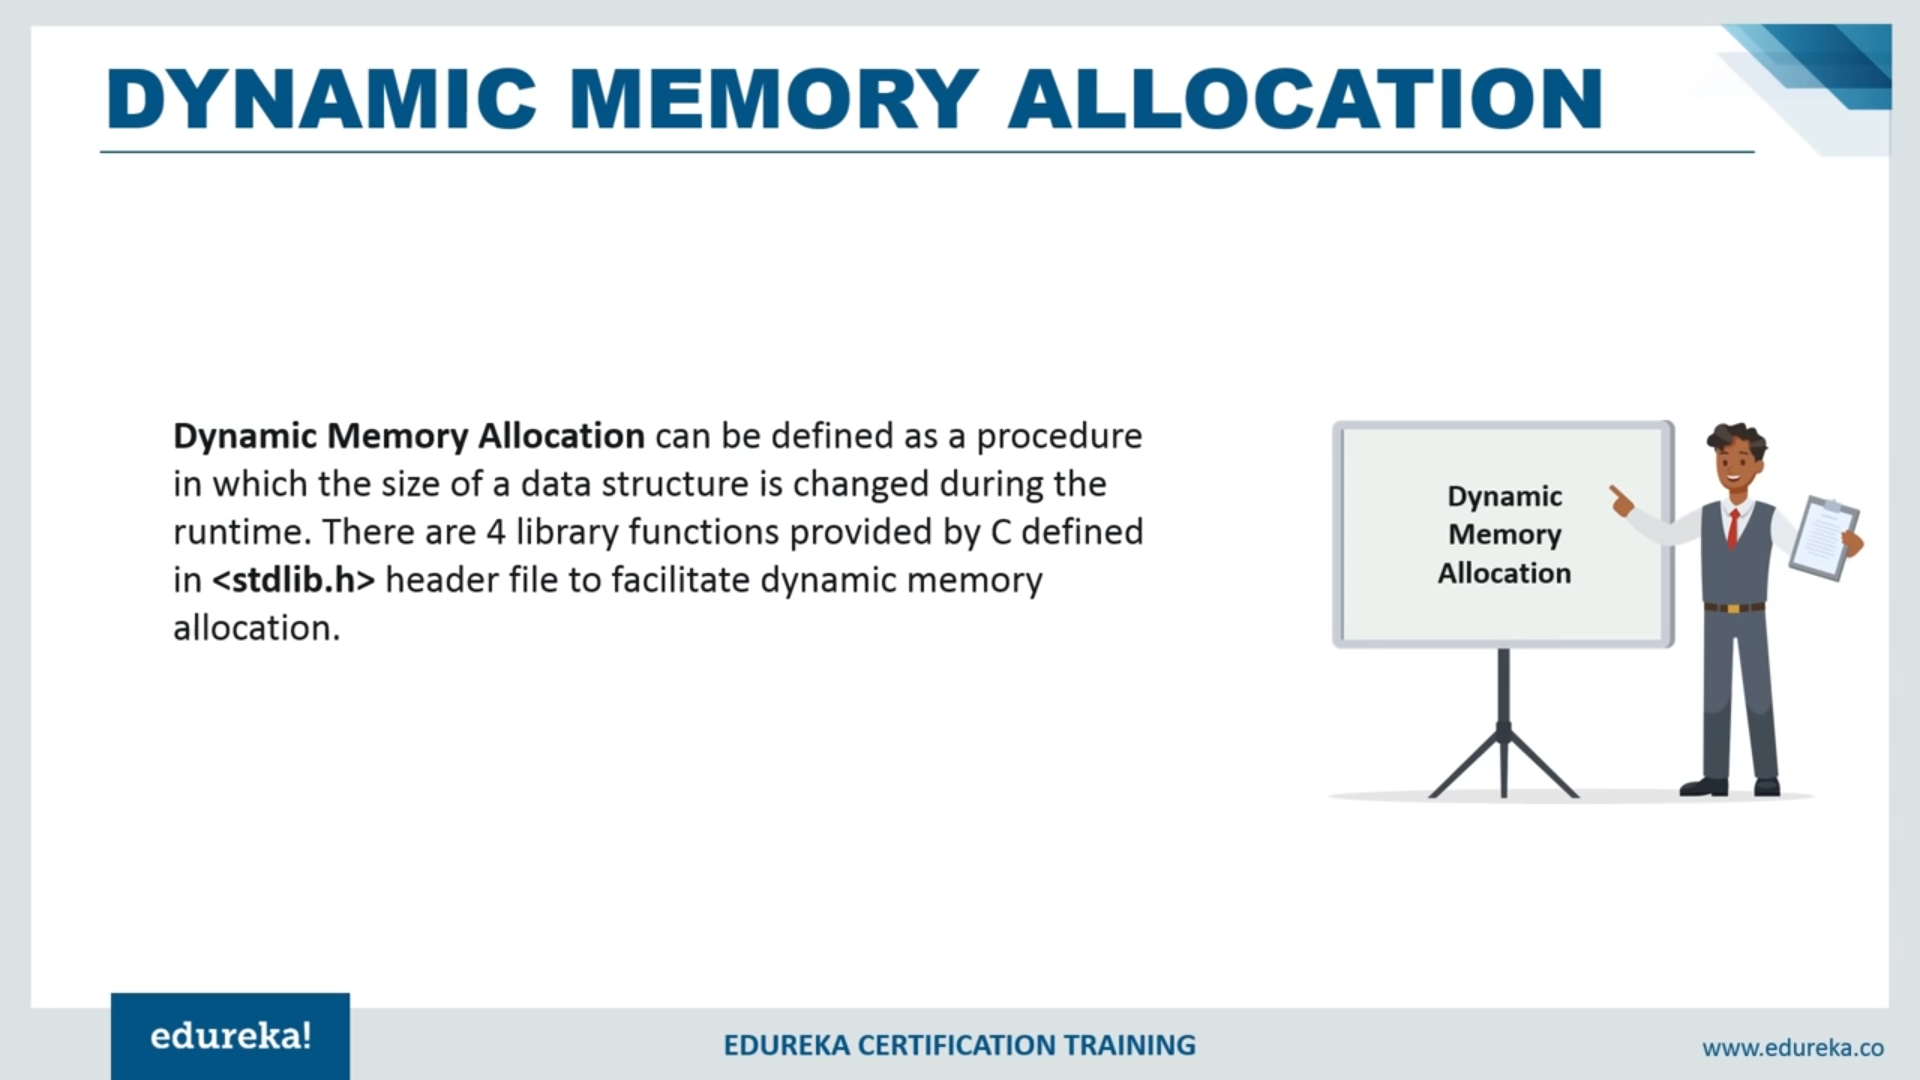 DYNAMIC MEMORY ALLOCATION
Dynamic Memory Allocation can be defined as a procedure
in which the size of a data structure is changed during the
runtime. There are 4 library functions provided by C defined
in <stdlib.h> header file to facilitate dynamic memory
allocation.
Dynamic
Memory
Allocation
edureka!
EDUREKA CERTIFICATION TRAINING
www.edureka.co